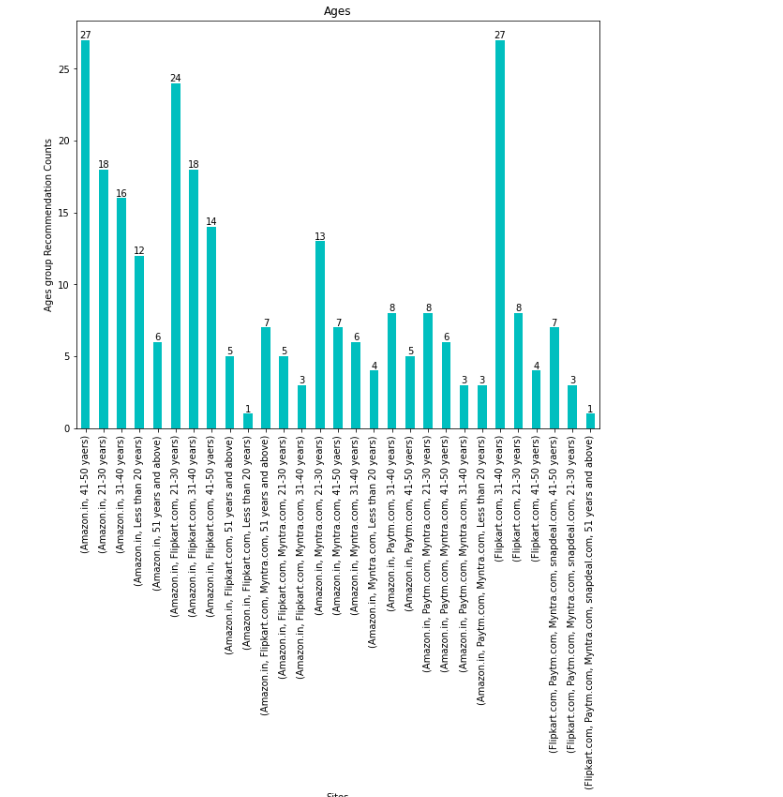 Ages
Ages group Recommendation Counts
25
20
15
10
5
0
27
18
16
12
6
24
18
14
5
1
7
5
3
13
7
6
4
8
5
8
6
3
3
27
8
4
7
3
1
(Amazon.in, 41-50 yaers)
(Amazon.in, 21-30 years)
(Amazon.in, 31-40 years)
(Amazon.in, Less than 20 years)
(Amazon.in, 51 years and above)
(Amazon.in, Flipkart.com, 21-30 years)
(Amazon.in, Flipkart.com, 31-40 years)
(Amazon.in, Flipkart.com, 41-50 yaers)
(Amazon.in, Flipkart.com, 51 years and above)
(Amazon.in, Flipkart.com, Less than 20 years)
(Amazon.in, Flipkart.com, Myntra.com, 51 years and above)
(Amazon.in, Flipkart.com, Myntra.com, 21-30 years)
(Amazon.in, Flipkart.com, Myntra.com, 31-40 years)
(Amazon.in, Myntra.com, 21-30 years)
(Amazon.in, Myntra.com, 41-50 yaers)
(Amazon.in, Myntra.com, 31-40 years)
(Amazon.in, Myntra.com, Less than 20 years)
(Amazon.in, Paytm.com, 31-40 years)
(Amazon.in, Paytm.com, 41-50 yaers)
(Amazon.in, Paytm.com, Myntra.com, 21-30 years)
(Amazon.in, Paytm.com, Myntra.com, 41-50 yaers)
(Amazon.in, Paytm.com, Myntra.com, 31-40 years)
(Amazon.in, Paytm.com, Myntra.com, Less than 20 years)
(Flipkart.com, 31-40 years)
(Flipkart.com, 21-30 years)
(Flipkart.com, 41-50 yaers)
(Flipkart.com, Paytm.com, Myntra.com, snapdeal.com, 41-50 yaers)
(Flipkart.com, Paytm.com, Myntra.com, snapdeal.com, 21-30 years)
(Flipkart.com, Paytm.com, Myntra.com, snapdeal.com, 51 years and above)
Sites